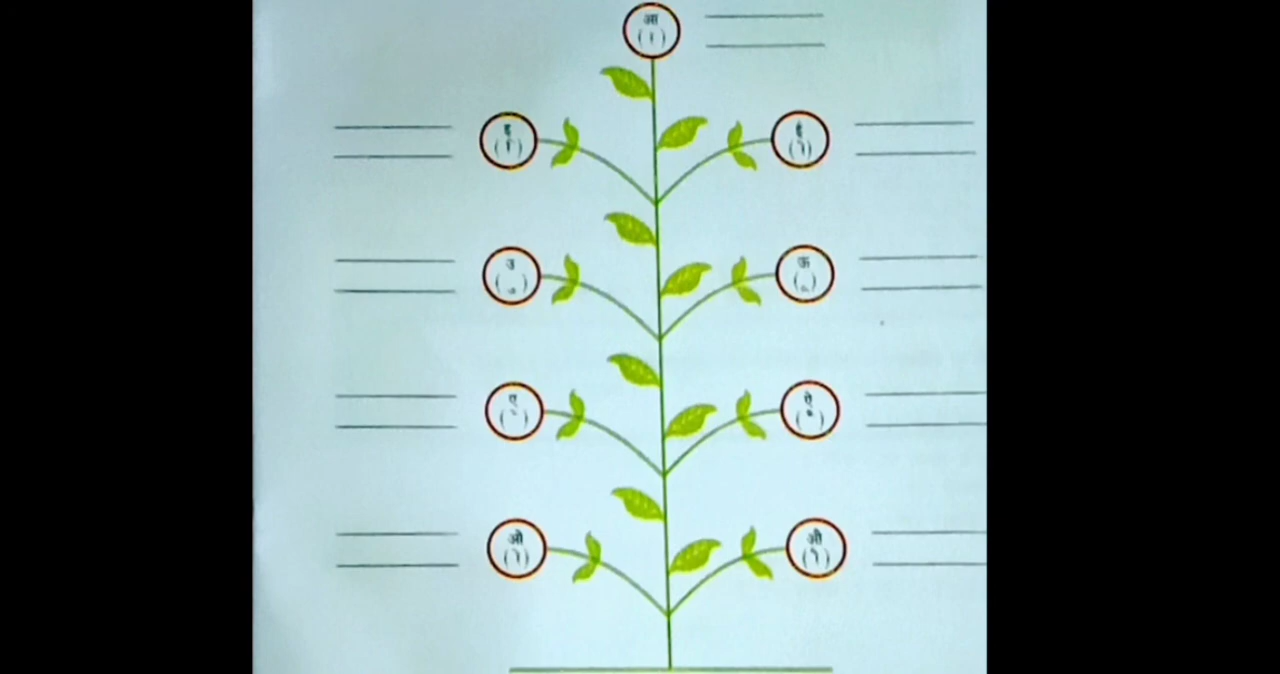 आ
(ा)
इ
(ि)
ई
(ी)
उ
(ु)
ऊ
(ू)
ए
(े)
ऐ
(ै)
ओ
(ो)
औ
(ौ)